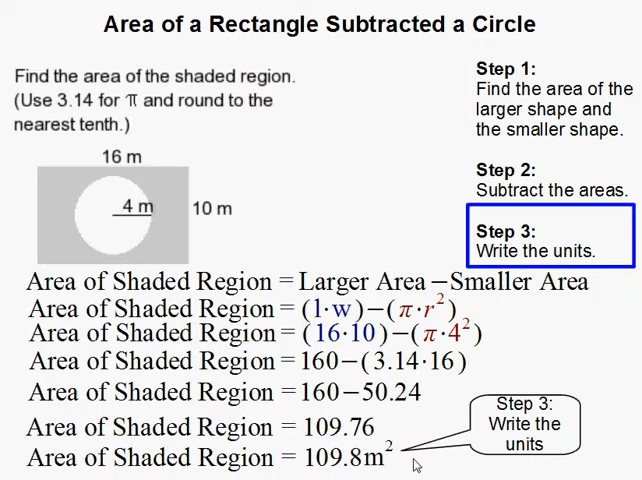 Area of a Rectangle Subtracted a Circle
Find the area of the shaded region.
(Use 3.14 for π and round to the
nearest tenth.)
16 m
4 m
10 m
Step 1:
Find the area of the
larger shape and
the smaller shape.
Step 2:
Subtract the areas.
Step 3:
Write the units.
Area of Shaded Region = Larger Area − Smaller Area
Area of Shaded Region = (l·w)−(π·r²)
Area of Shaded Region = (16·10)−(π·4²)
Area of Shaded Region = 160−(3.14·16)
Area of Shaded Region = 160−50.24
Area of Shaded Region = 109.76
Area of Shaded Region = 109.8m²
Step 3:
Write the
units